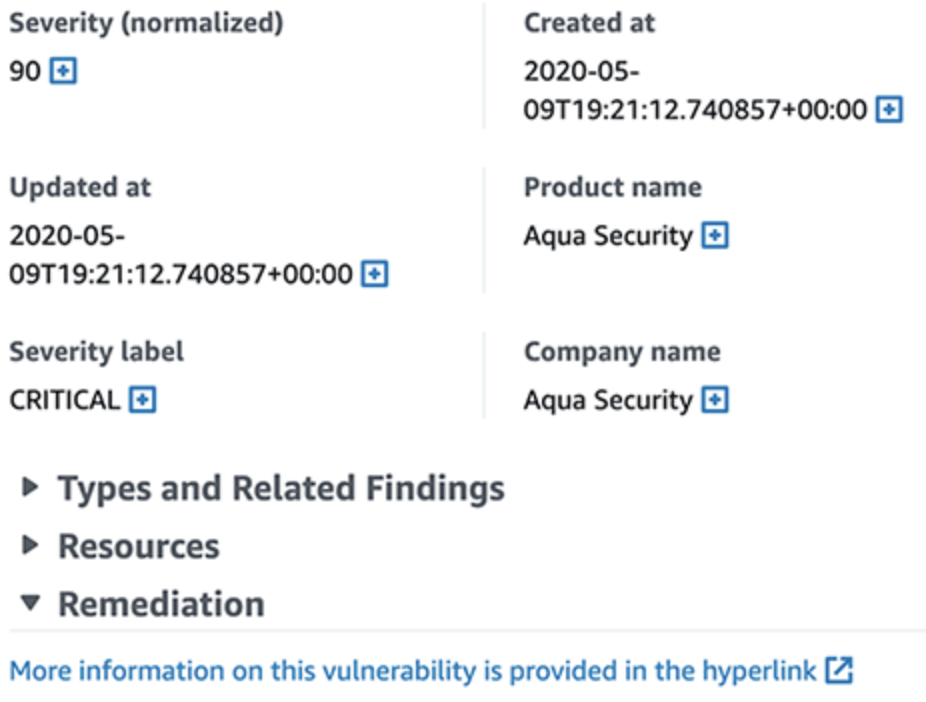 Severity (normalized)
90
Created at
2020-05-
09T19:21:12.740857+00:00
Updated at
2020-05-
09T19:21:12.740857+00:00
Product name
Aqua Security
Severity label
CRITICAL
Company name
Aqua Security
Types and Related Findings
Resources
Remediation
More information on this vulnerability is provided in the hyperlink